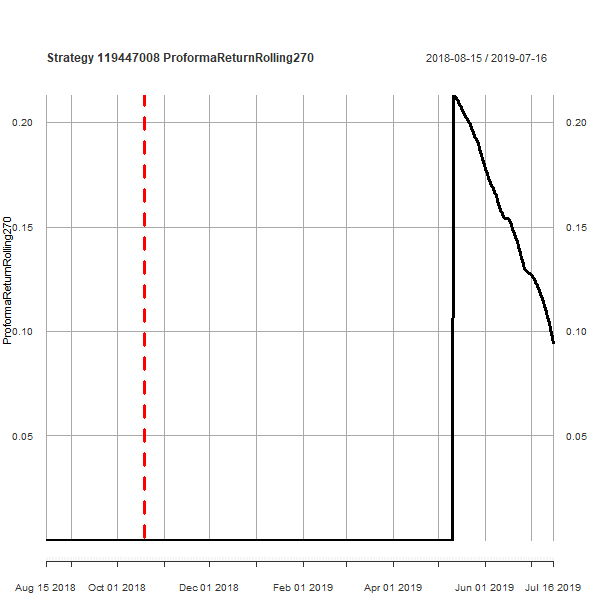 Strategy 119447008 ProformaReturnRolling270
2018-08-15 / 2019-07-16
ProformaReturnRolling270
0.20
0.15
0.10
0.05
0.20
0.15
0.10
0.05
Aug 15 2018
Oct 01 2018
Dec 01 2018
Feb 01 2019
Apr 01 2019
Jun 01 2019
Jul 16 2019